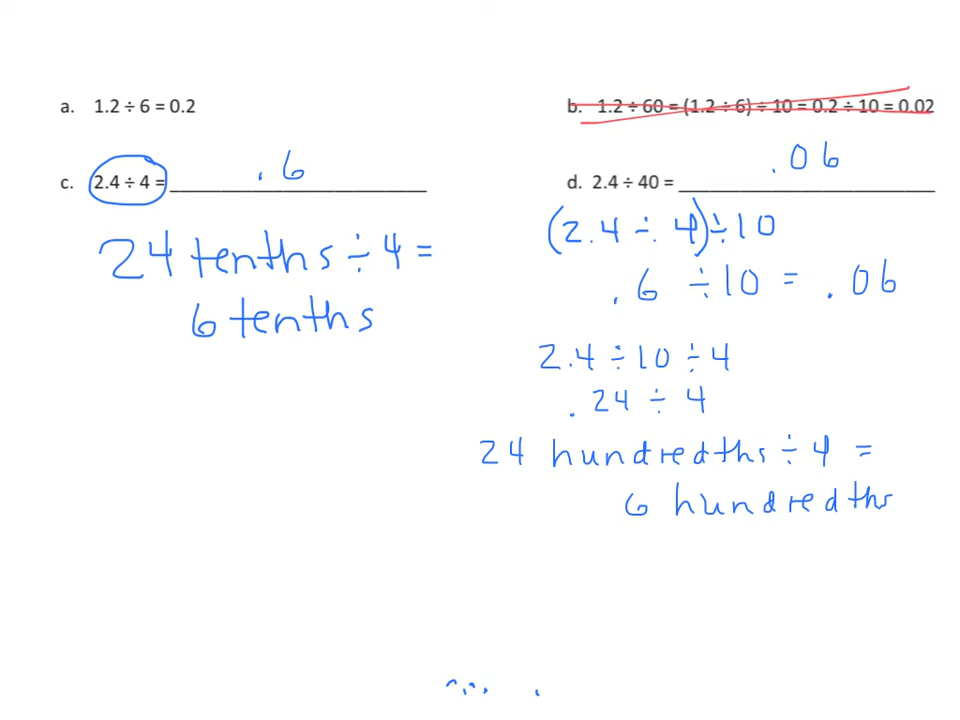 a. 1.2 ÷ 6 = 0.2
b. 1.2 ÷ 60 = (1.2 ÷ 6) ÷ 10 = 0.2 ÷ 10 = 0.02
c. 2.4 ÷ 4 = .6
24 tenths ÷ 4 =
6 tenths
d. 2.4 ÷ 40 = .06
(2.4 ÷ 4) ÷ 10
.6 ÷ 10 = .06
2.4 ÷ 10 ÷ 4
.24 ÷ 4
24 hundredths ÷ 4 =
6 hundredths